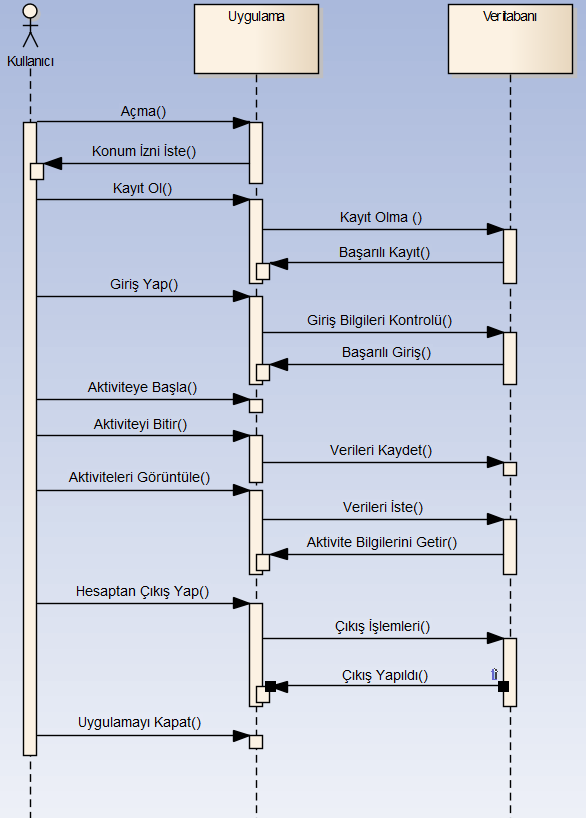 Kullanıcı
Uygulama
Veritabanı
Açma()
Konum İzni İste()
Kayıt Ol()
Kayıt Olma ()
Başarılı Kayıt()
Giriş Yap()
Giriş Bilgileri Kontrolü()
Başarılı Giriş()
Aktiviteye Başla()
Aktiviteyi Bitir()
Verileri Kaydet()
Aktiviteleri Görüntüle()
Verileri İste()
Aktivite Bilgilerini Getir()
Hesaptan Çıkış Yap()
Çıkış İşlemleri()
Çıkış Yapıldı()
Uygulamayı Kapat()